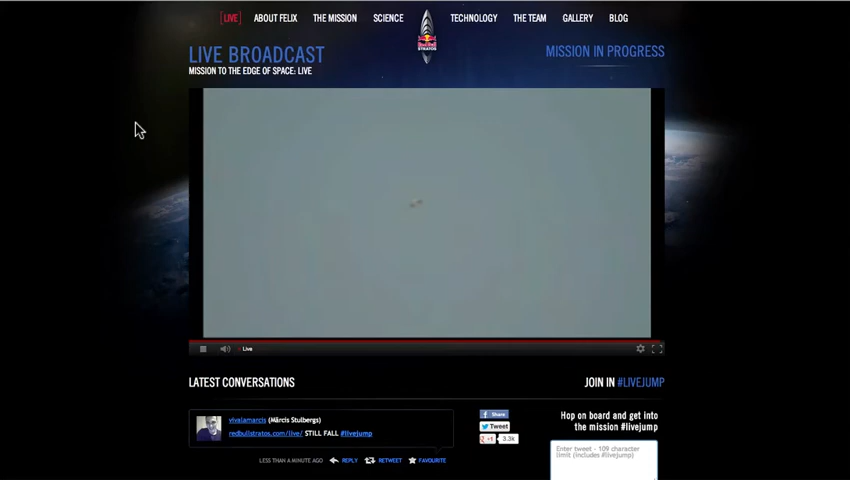 [LIVE] ABOUT FELIX THE MISSION SCIENCE Red Bull STRATOS TECHNOLOGY THE TEAM GALLERY BLOG
LIVE BROADCAST
MISSION TO THE EDGE OF SPACE: LIVE
MISSION IN PROGRESS
Live
LATEST CONVERSATIONS
JOIN IN #LIVEJUMP
vivalamarcis (Mārcis Stulbergs)
redbullstratos.com/live/ STILL FALL #livejump
LESS THAN A MINUTE AGO REPLY RETWEET FAVOURITE
Share
Tweet
+1 3.3k
Hop on board and get into
the mission #livejump
Enter tweet - 109 character
limit (includes #livejump)